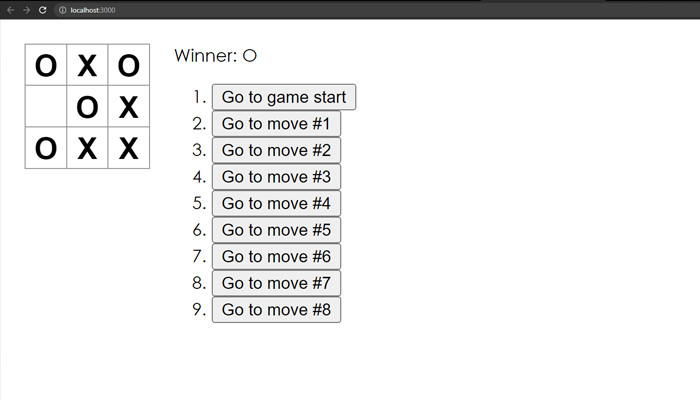 localhost:3000
O X O
O X
O X X
Winner: O
1. Go to game start
2. Go to move #1
3. Go to move #2
4. Go to move #3
5. Go to move #4
6. Go to move #5
7. Go to move #6
8. Go to move #7
9. Go to move #8